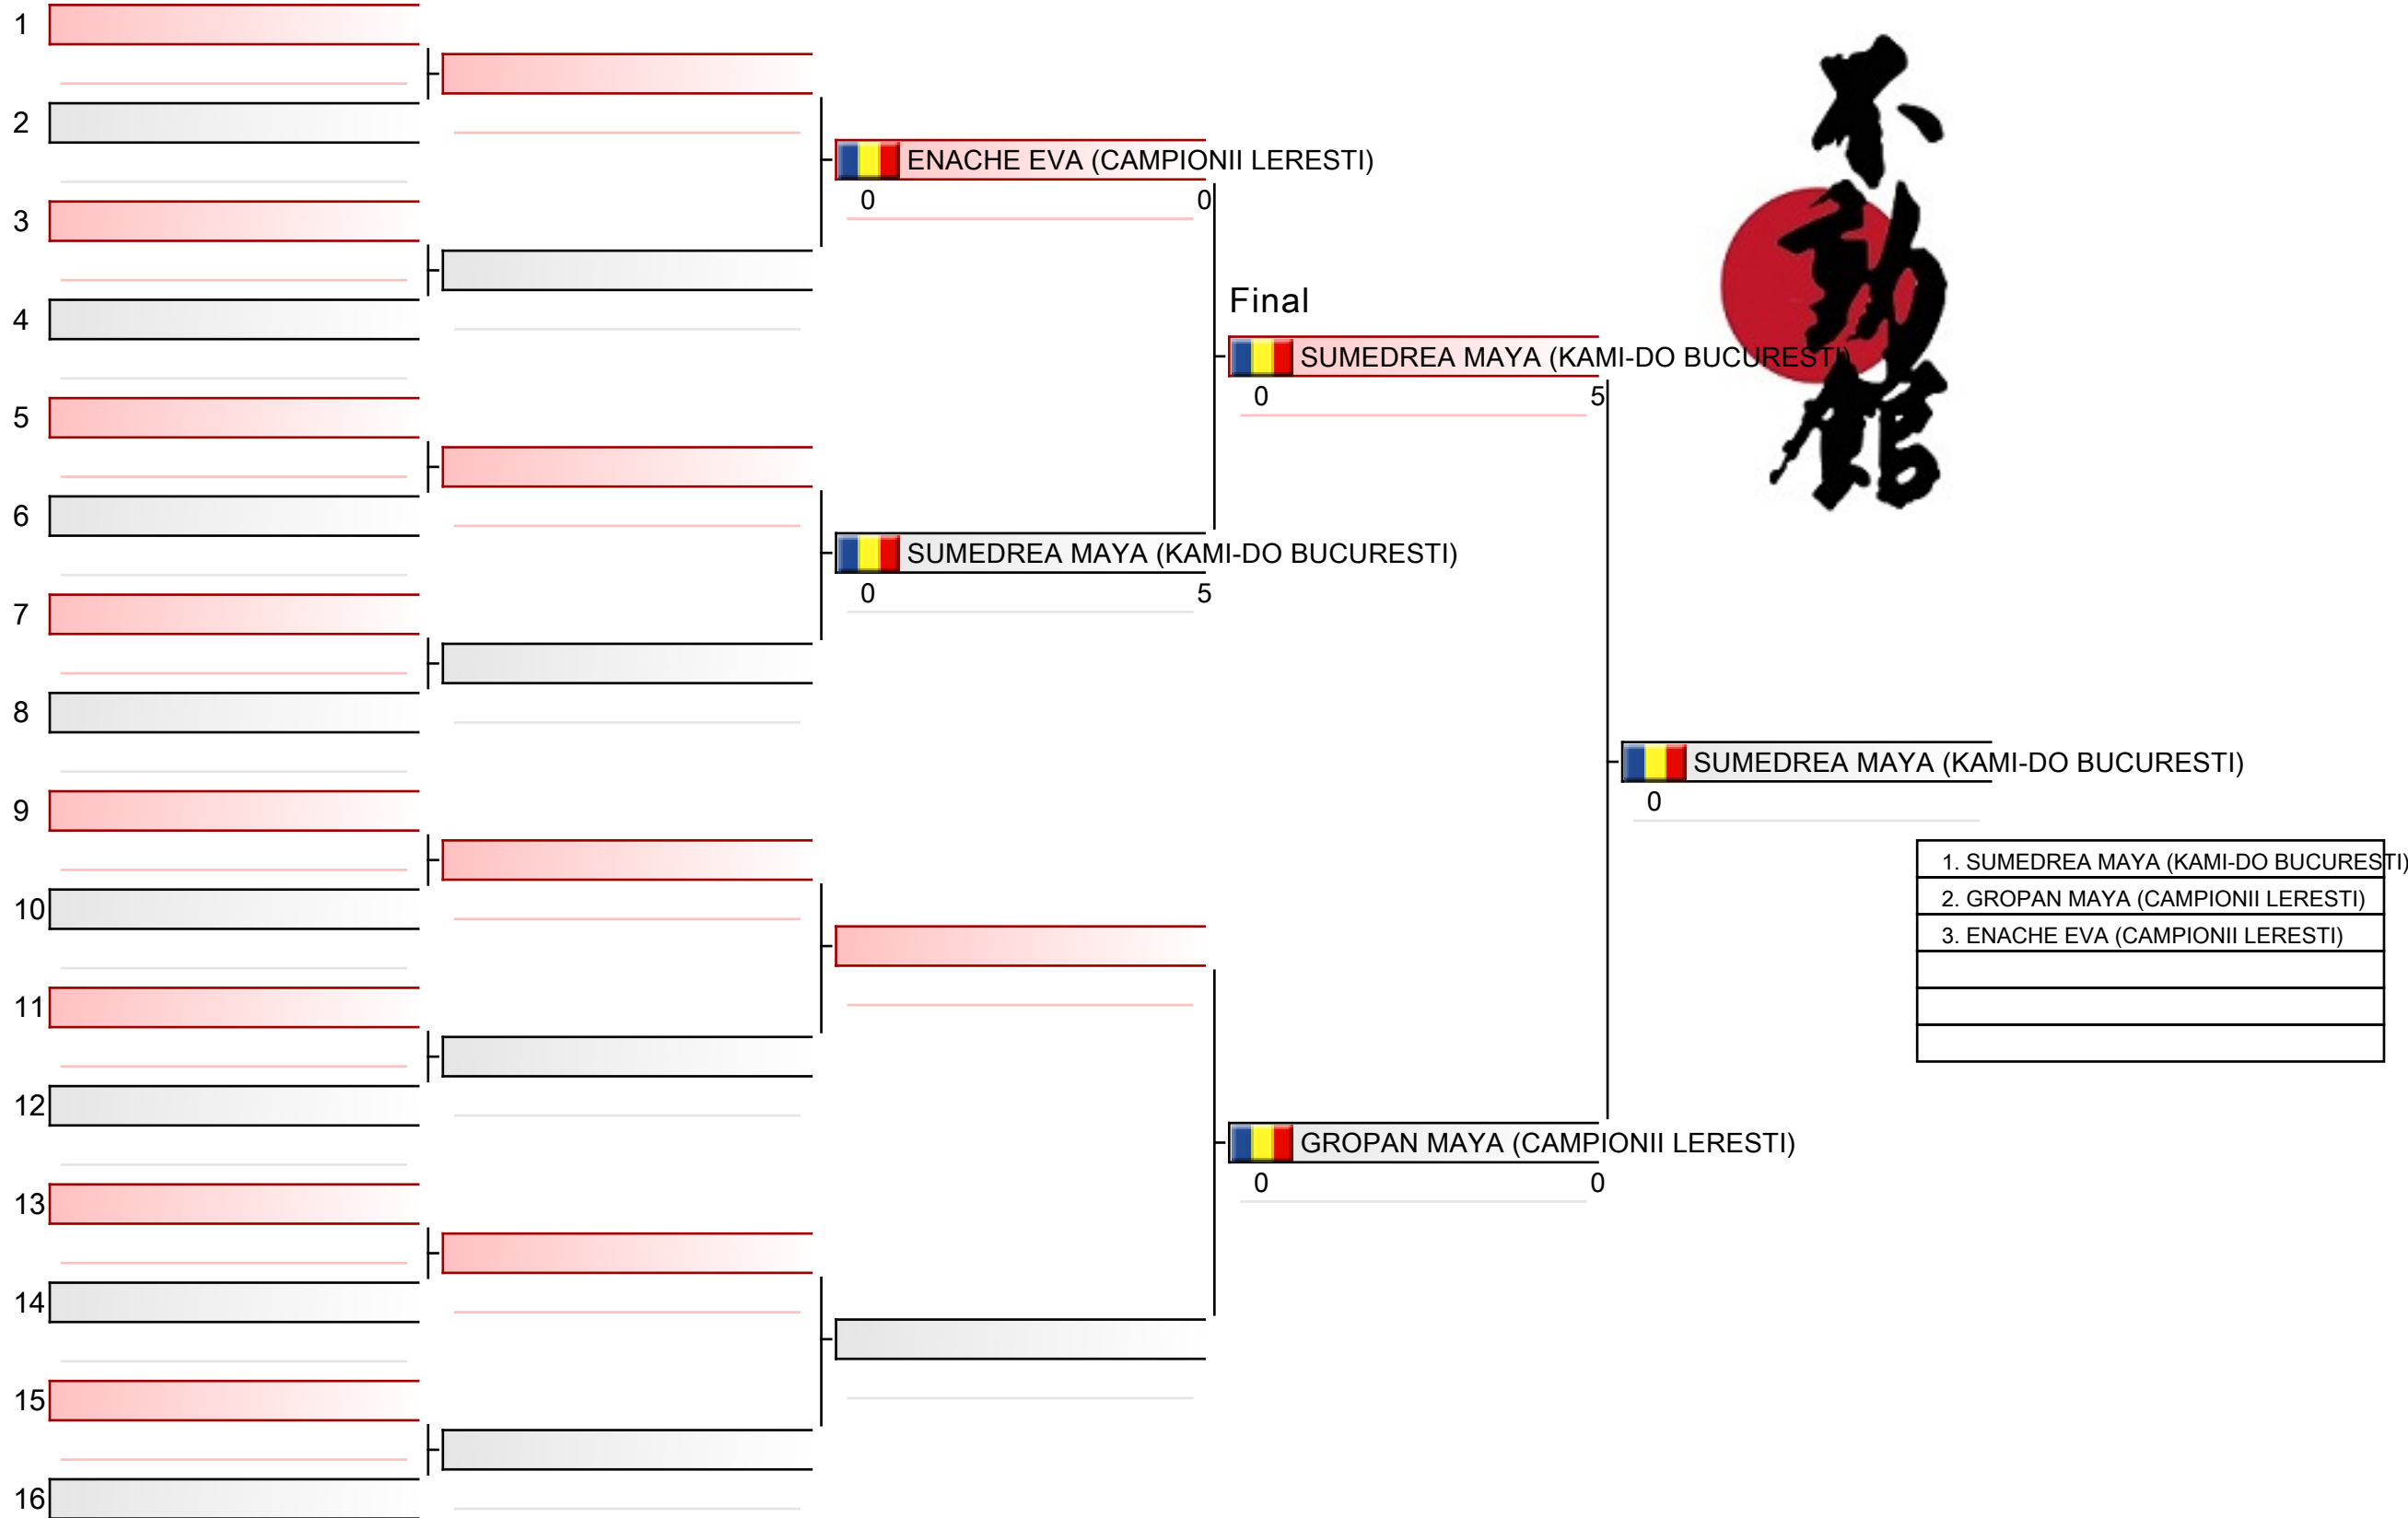 1
2
3
4
5
6
7
8
9
10
11
12
13
14
15
16
ENACHE EVA (CAMPIONII LERESTI)
0 0
SUMEDREA MAYA (KAMI-DO BUCURESTI)
0 5
Final
SUMEDREA MAYA (KAMI-DO BUCURESTI)
0 5
GROPAN MAYA (CAMPIONII LERESTI)
0 0
SUMEDREA MAYA (KAMI-DO BUCURESTI)
0
1. SUMEDREA MAYA (KAMI-DO BUCURESTI)
2. GROPAN MAYA (CAMPIONII LERESTI)
3. ENACHE EVA (CAMPIONII LERESTI)
不
動
館